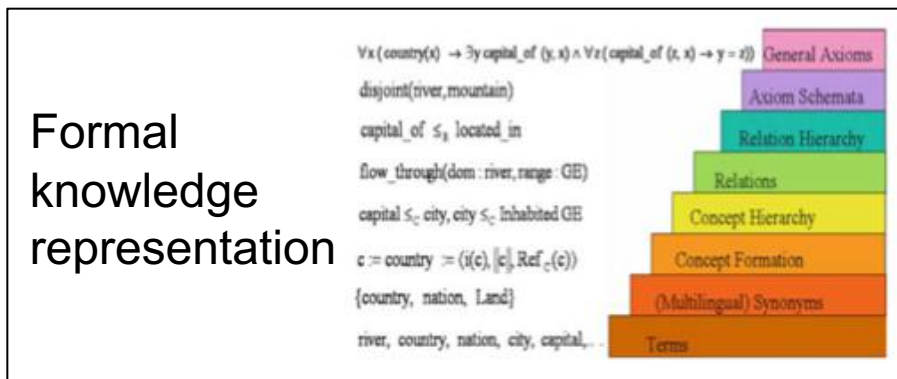 Formal
knowledge
representation
∀x ( country(x) → ∃y capital_of (y, x) ∧ ∀z ( capital_of (z, x) → y = z)) General Axioms
disjoint(river,mountain) Axiom Schemata
capital_of ≤R located_in Relation Hierarchy
flow_through(dom : river, range : GE) Relations
capital ≤C city, city ≤C Inhabited GE Concept Hierarchy
c := country := ⟨i(c), ‖c‖, Ref C(c)⟩ Concept Formation
{country, nation, Land} (Multilingual) Synonyms
river, country, nation, city, capital,... Terms